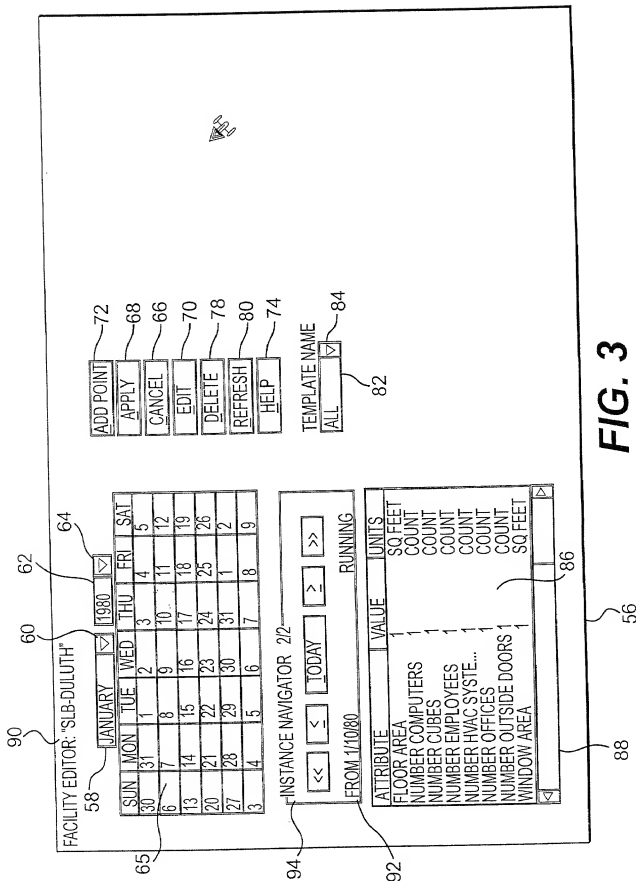 90
FACILITY EDITOR: "SLB-DULUTH"
58
JANUARY
60
62
1980
64
SUN MON TUE WED THU FRI SAT
30 31 1 2 3 4 5
6 7 8 9 10 11 12
13 14 15 16 17 18 19
20 21 22 23 24 25 26
27 28 29 30 31 1 2
3 4 5 6 7 8 9
65
ADD POINT
72
APPLY
68
CANCEL
66
EDIT
70
DELETE
78
REFRESH
80
HELP
74
TEMPLATE NAME
ALL
82
84
94
INSTANCE NAVIGATOR 2/2
<< < TODAY > >>
FROM 1/10/80 RUNNING
92
ATTRIBUTE VALUE UNITS
FLOOR AREA 1 SQ FEET
NUMBER COMPUTERS 1 COUNT
NUMBER CUBES 1 COUNT
NUMBER EMPLOYEES 1 COUNT
NUMBER HVAC SYSTE... 1 COUNT
NUMBER OFFICES 1 COUNT
NUMBER OUTSIDE DOORS 1 COUNT
WINDOW AREA 1 SQ FEET
88
86
56
FIG. 3